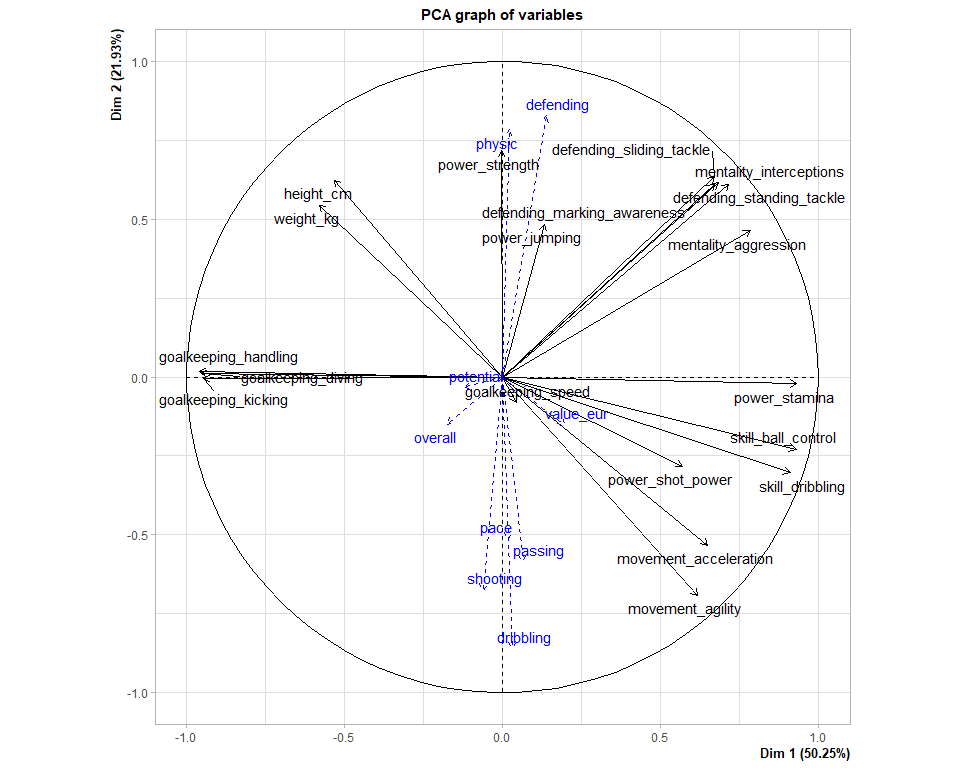 PCA graph of variables
Dim 2 (21.93%)
1.0
defending
physic
power_strength
defending_sliding_tackle
mentality_interceptions
height_cm
defending_standing_tackle
weight_kg
0.5
defending_marking_awareness
power_jumping
mentality_aggression
goalkeeping_handling
0.0
goalkeeping_diving
potential
goalkeeping_speed
power_stamina
goalkeeping_kicking
value_eur
overall
skill_ball_control
power_shot_power
skill_dribbling
-0.5
pace
passing
movement_acceleration
shooting
movement_agility
dribbling
-1.0
-1.0
-0.5
0.0
0.5
1.0
Dim 1 (50.25%)